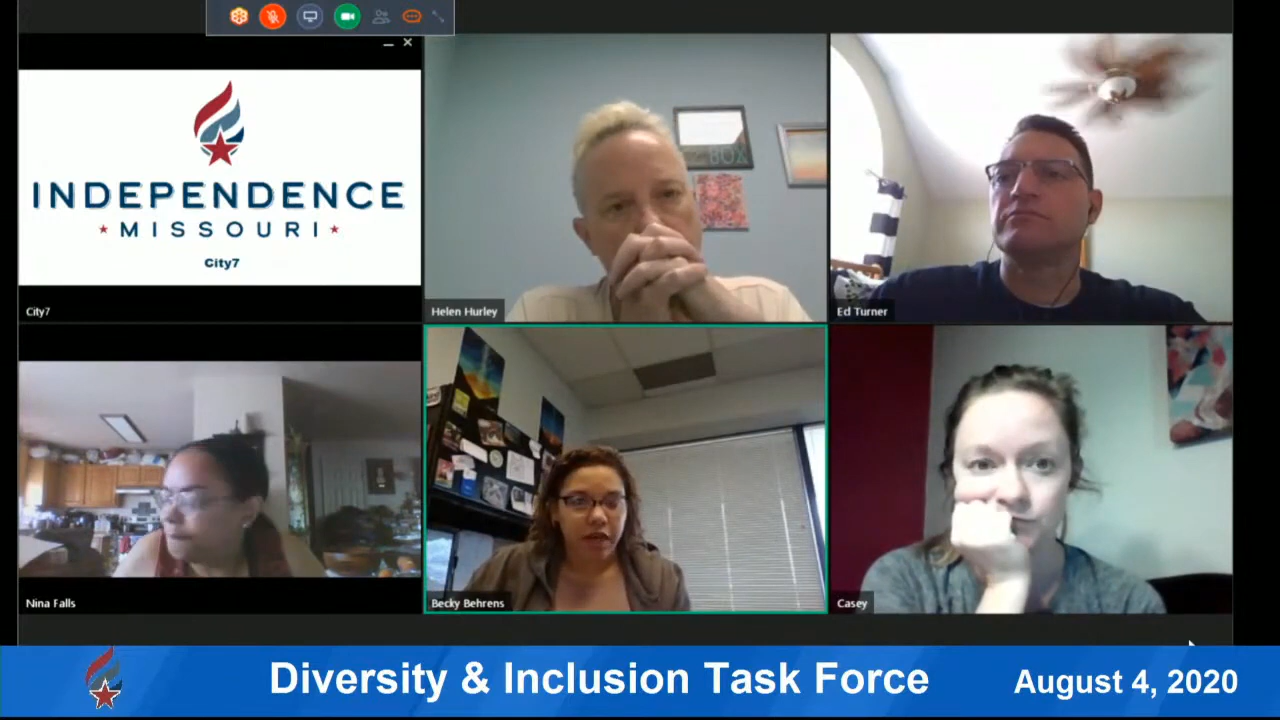 INDEPENDENCE
MISSOURI
City7
City7
BOX
Helen Hurley
Ed Turner
Nina Falls
Becky Behrens
Casey
Diversity & Inclusion Task Force
August 4, 2020